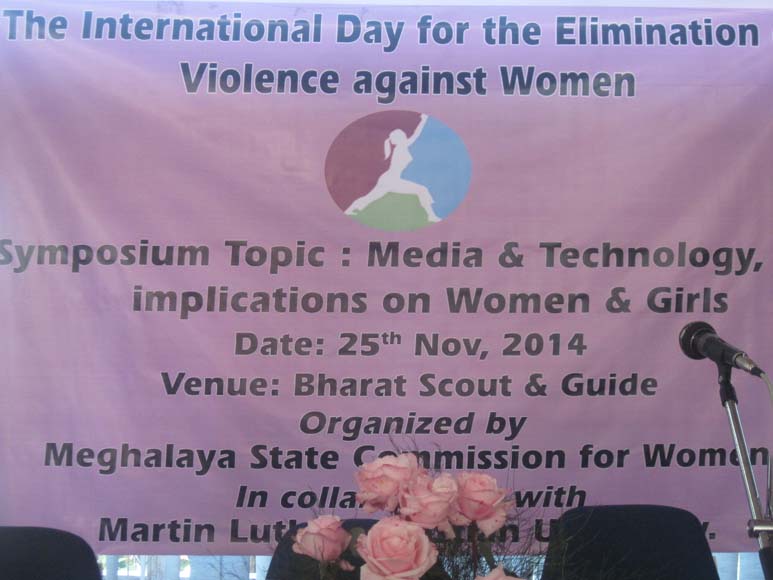 The International Day for the Elimination
Violence against Women
Symposium Topic : Media & Technology,
implications on Women & Girls
Date: 25th Nov, 2014
Venue: Bharat Scout & Guide
Organized by
Meghalaya State Commission for Women
In with
Martin